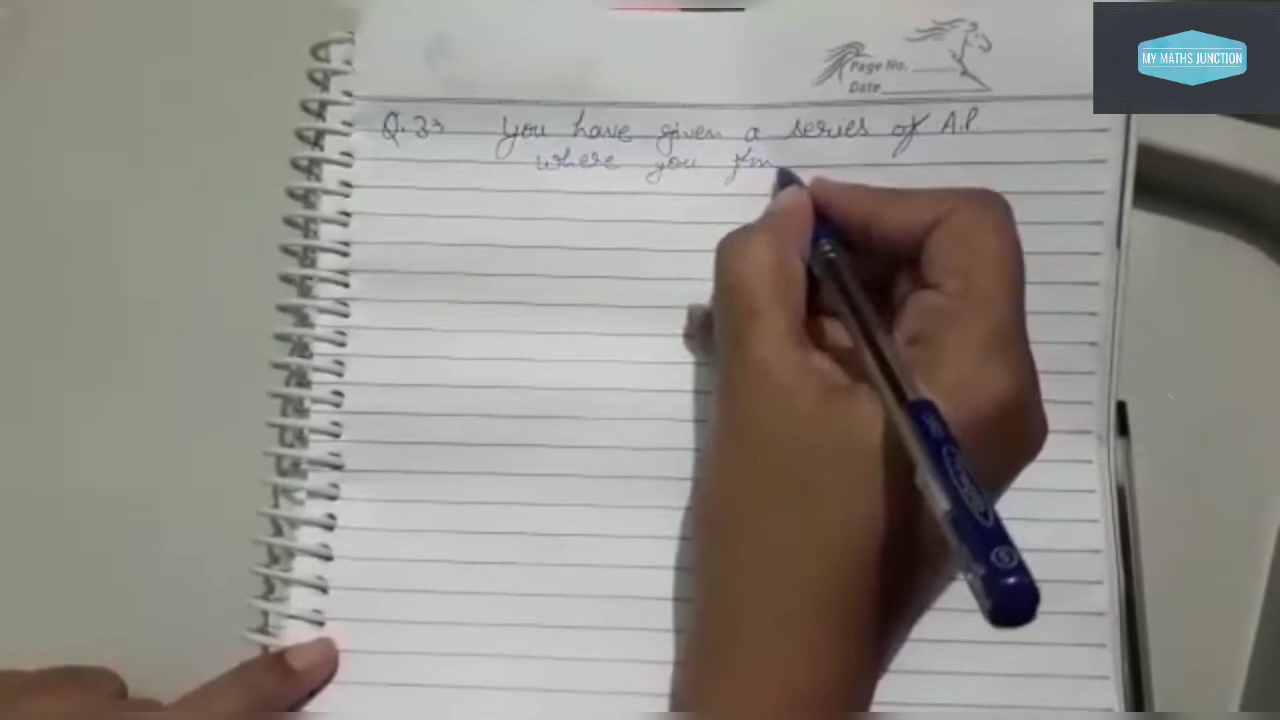 MY MATHS JUNCTION
Page No.
Date
Q.33 you have given a series of A.P.
where you